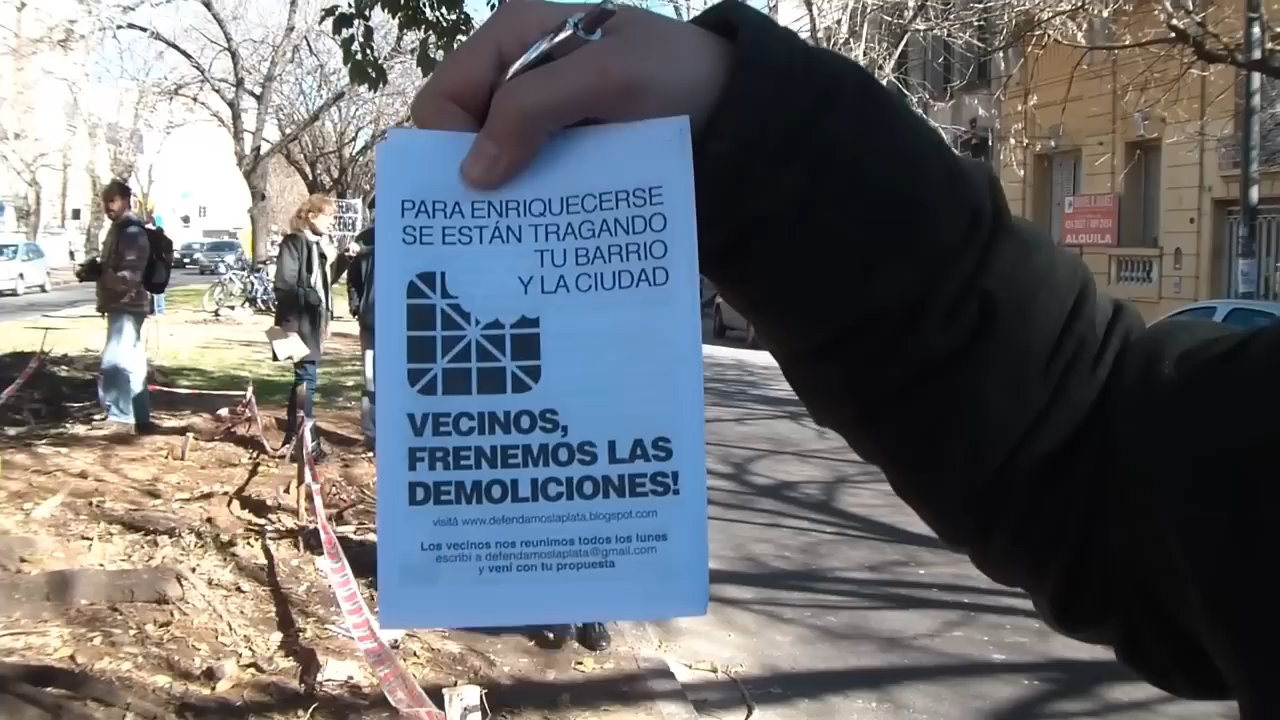 PARA ENRIQUECERSE
SE ESTÁN TRAGANDO
TU BARRIO
Y LA CIUDAD
VECINOS,
FRENEMOS LAS
DEMOLICIONES!
visitá www.defendamoslaplata.blogspot.com
Los vecinos nos reunimos todos los lunes
escribí a defendamoslaplata@gmail.com
y vení con tu propuesta
ALQUILA